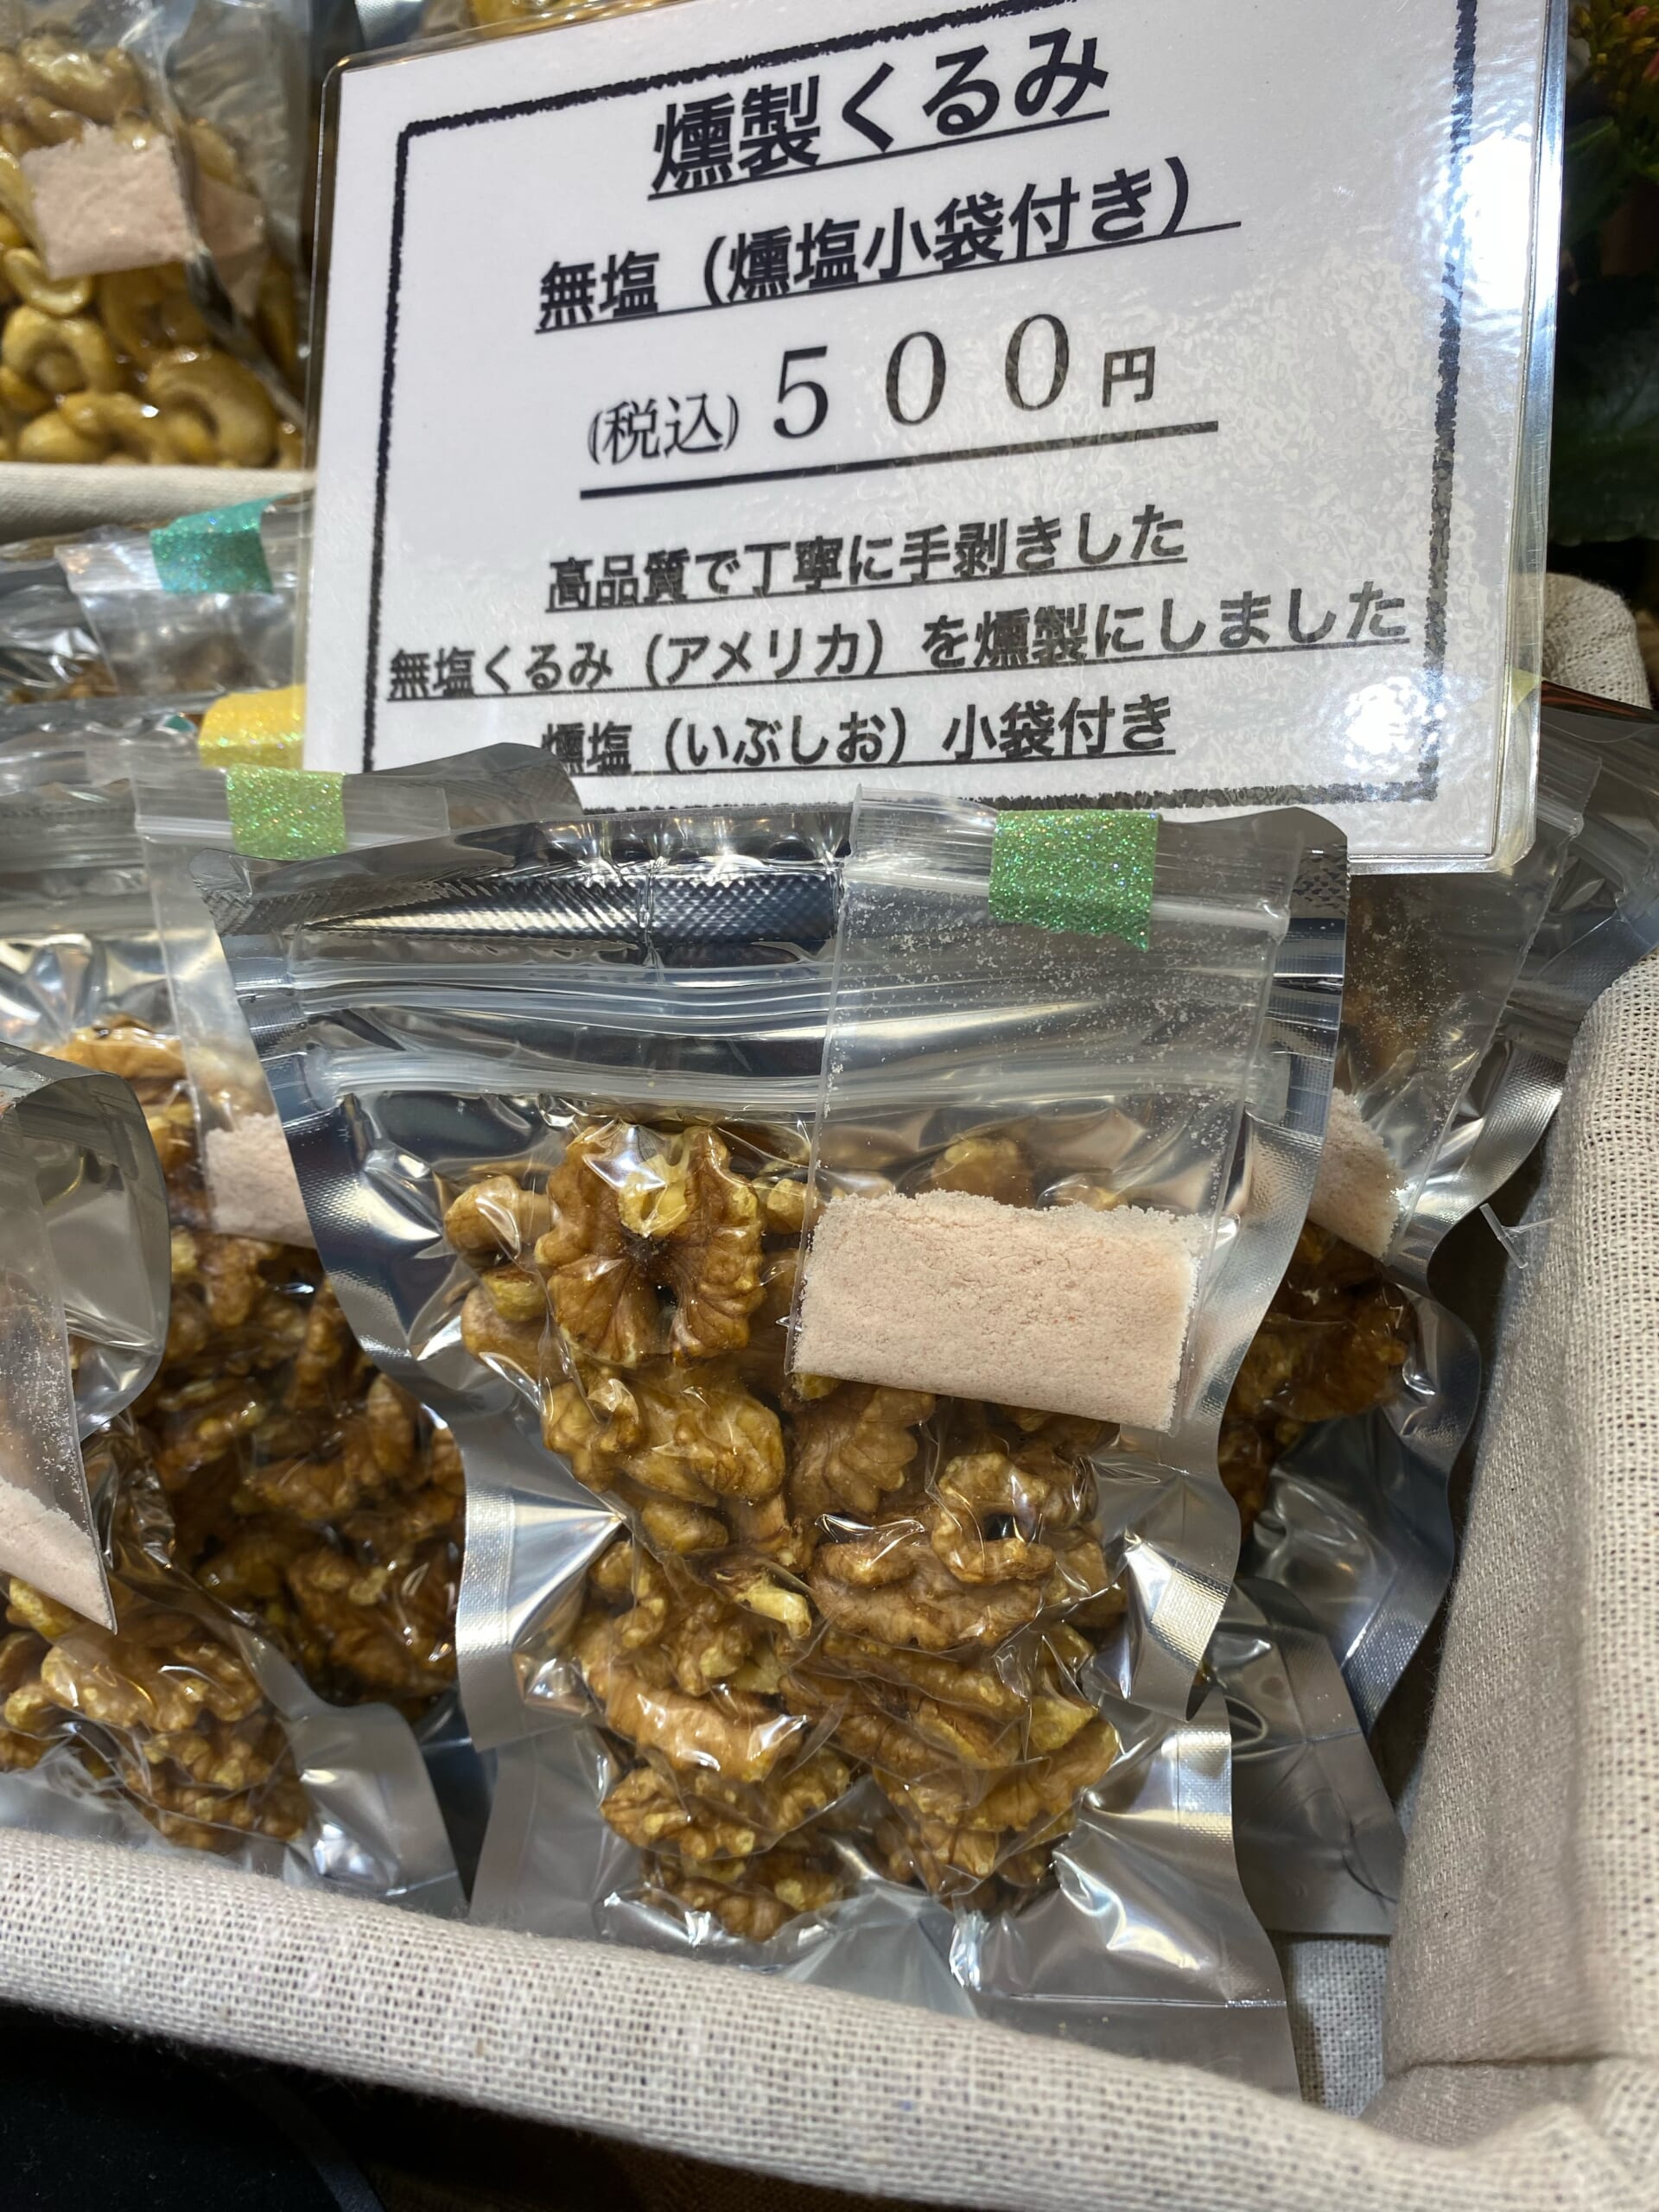 燻製くるみ
無塩（燻塩小袋付き）
(税込)５００円
高品質で丁寧に手剥きした
無塩くるみ（アメリカ）を燻製にしました
燻塩（いぶしお）小袋付き